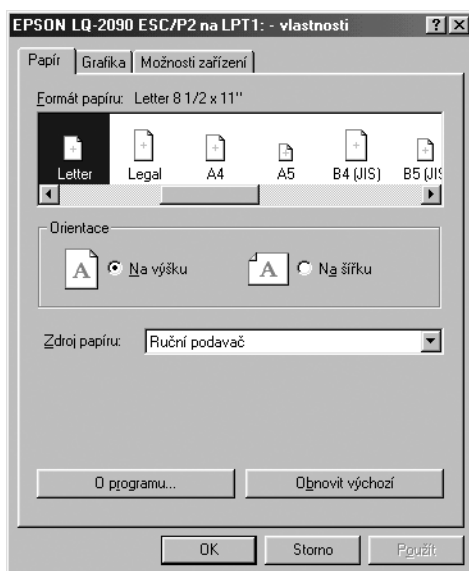 EPSON LQ-2090 ESC/P2 na LPT1: - vlastnosti
Papír Grafika Možnosti zařízení
Formát papíru: Letter 8 1/2 x 11"
Letter Legal A4 A5 B4 (JIS) B5 (JIS
Orientace
A Na výšku A Na šířku
Zdroj papíru: Ruční podavač
O programu... Obnovit výchozí
OK Storno Použít